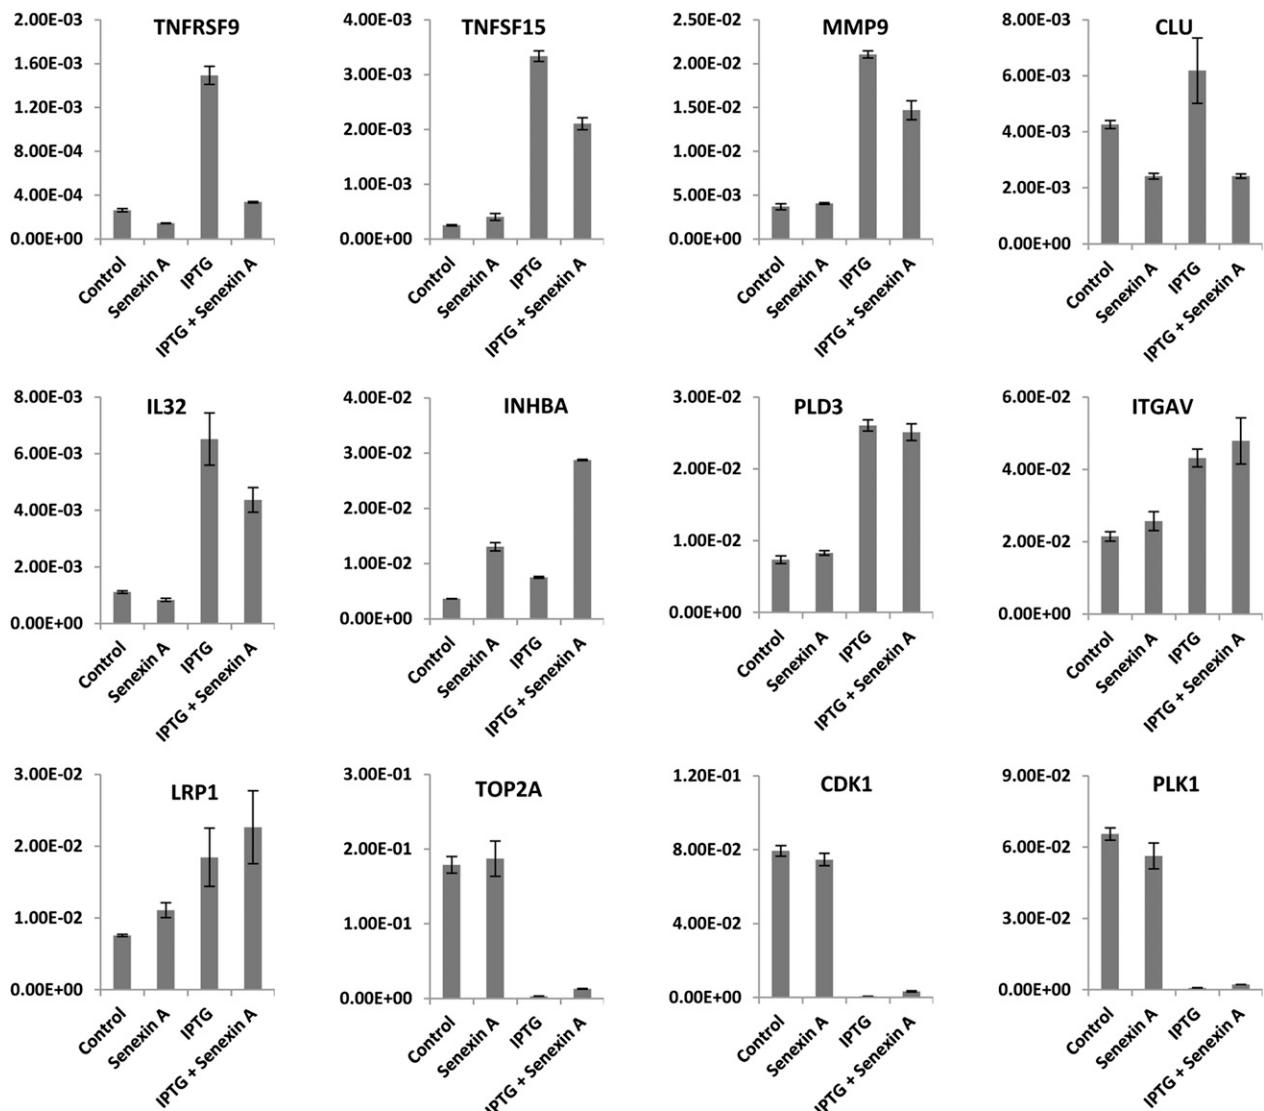 TNFRSF9
2.00E-03
1.60E-03
1.20E-03
8.00E-04
4.00E-04
0.00E+00
Control
Senexin A
IPTG
IPTG + Senexin A
TNFSF15
4.00E-03
3.00E-03
2.00E-03
1.00E-03
0.00E+00
Control
Senexin A
IPTG
IPTG + Senexin A
MMP9
2.50E-02
2.00E-02
1.50E-02
1.00E-02
5.00E-03
0.00E+00
Control
Senexin A
IPTG
IPTG + Senexin A
CLU
8.00E-03
6.00E-03
4.00E-03
2.00E-03
0.00E+00
Control
Senexin A
IPTG
IPTG + Senexin A
IL32
8.00E-03
6.00E-03
4.00E-03
2.00E-03
0.00E+00
Control
Senexin A
IPTG
IPTG + Senexin A
INHBA
4.00E-02
3.00E-02
2.00E-02
1.00E-02
0.00E+00
Control
Senexin A
IPTG
IPTG + Senexin A
PLD3
3.00E-02
2.00E-02
1.00E-02
0.00E+00
Control
Senexin A
IPTG
IPTG + Senexin A
ITGAV
6.00E-02
4.00E-02
2.00E-02
0.00E+00
Control
Senexin A
IPTG
IPTG + Senexin A
LRP1
3.00E-02
2.00E-02
1.00E-02
0.00E+00
Control
Senexin A
IPTG
IPTG + Senexin A
TOP2A
3.00E-01
2.00E-01
1.00E-01
0.00E+00
Control
Senexin A
IPTG
IPTG + Senexin A
CDK1
1.20E-01
8.00E-02
4.00E-02
0.00E+00
Control
Senexin A
IPTG
IPTG + Senexin A
PLK1
9.00E-02
6.00E-02
3.00E-02
0.00E+00
Control
Senexin A
IPTG
IPTG + Senexin A